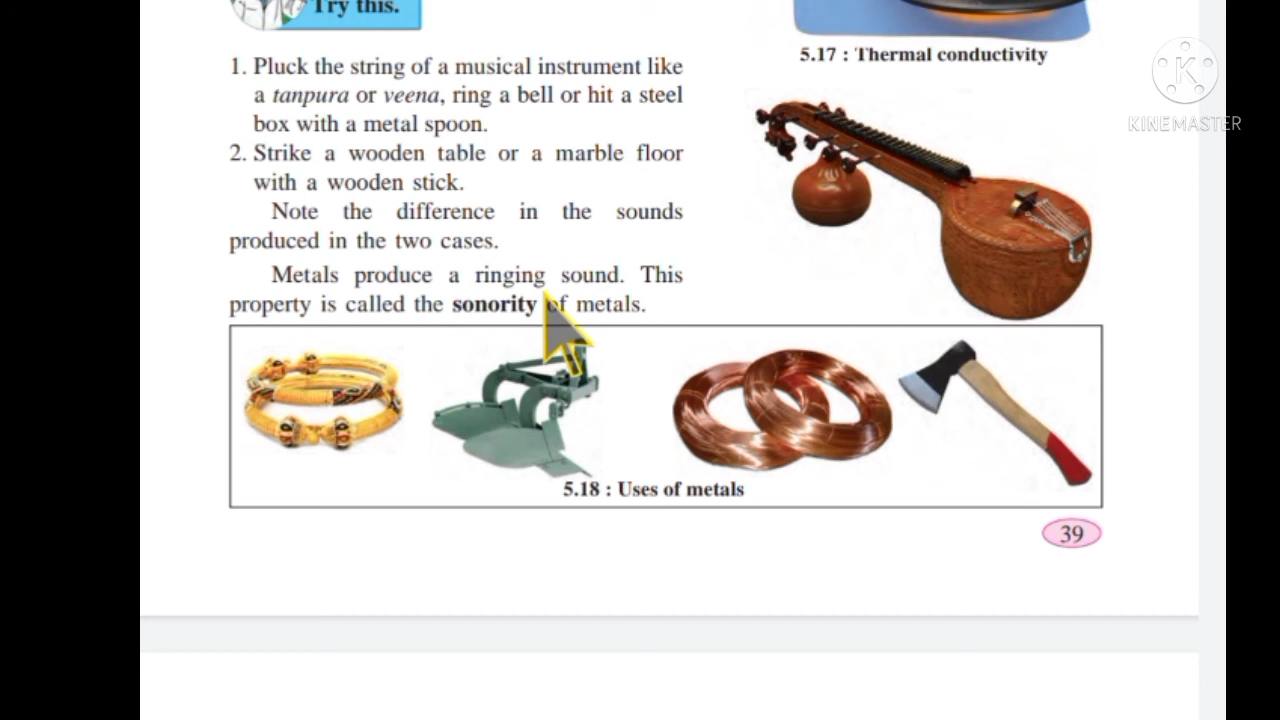 Try this.
1. Pluck the string of a musical instrument like
a tanpura or veena, ring a bell or hit a steel
box with a metal spoon.
2. Strike a wooden table or a marble floor
with a wooden stick.
Note the difference in the sounds
produced in the two cases.
Metals produce a ringing sound. This
property is called the sonority of metals.
5.17 : Thermal conductivity
K
KINEMASTER
5.18 : Uses of metals
39